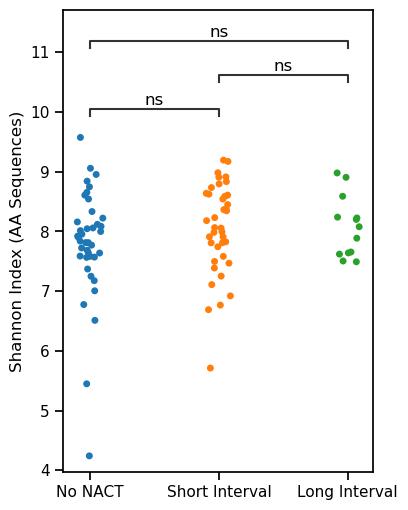 ns
11
ns
ns
10
9
8
7
6
5
4
Shannon Index (AA Sequences)
No NACT Short Interval Long Interval